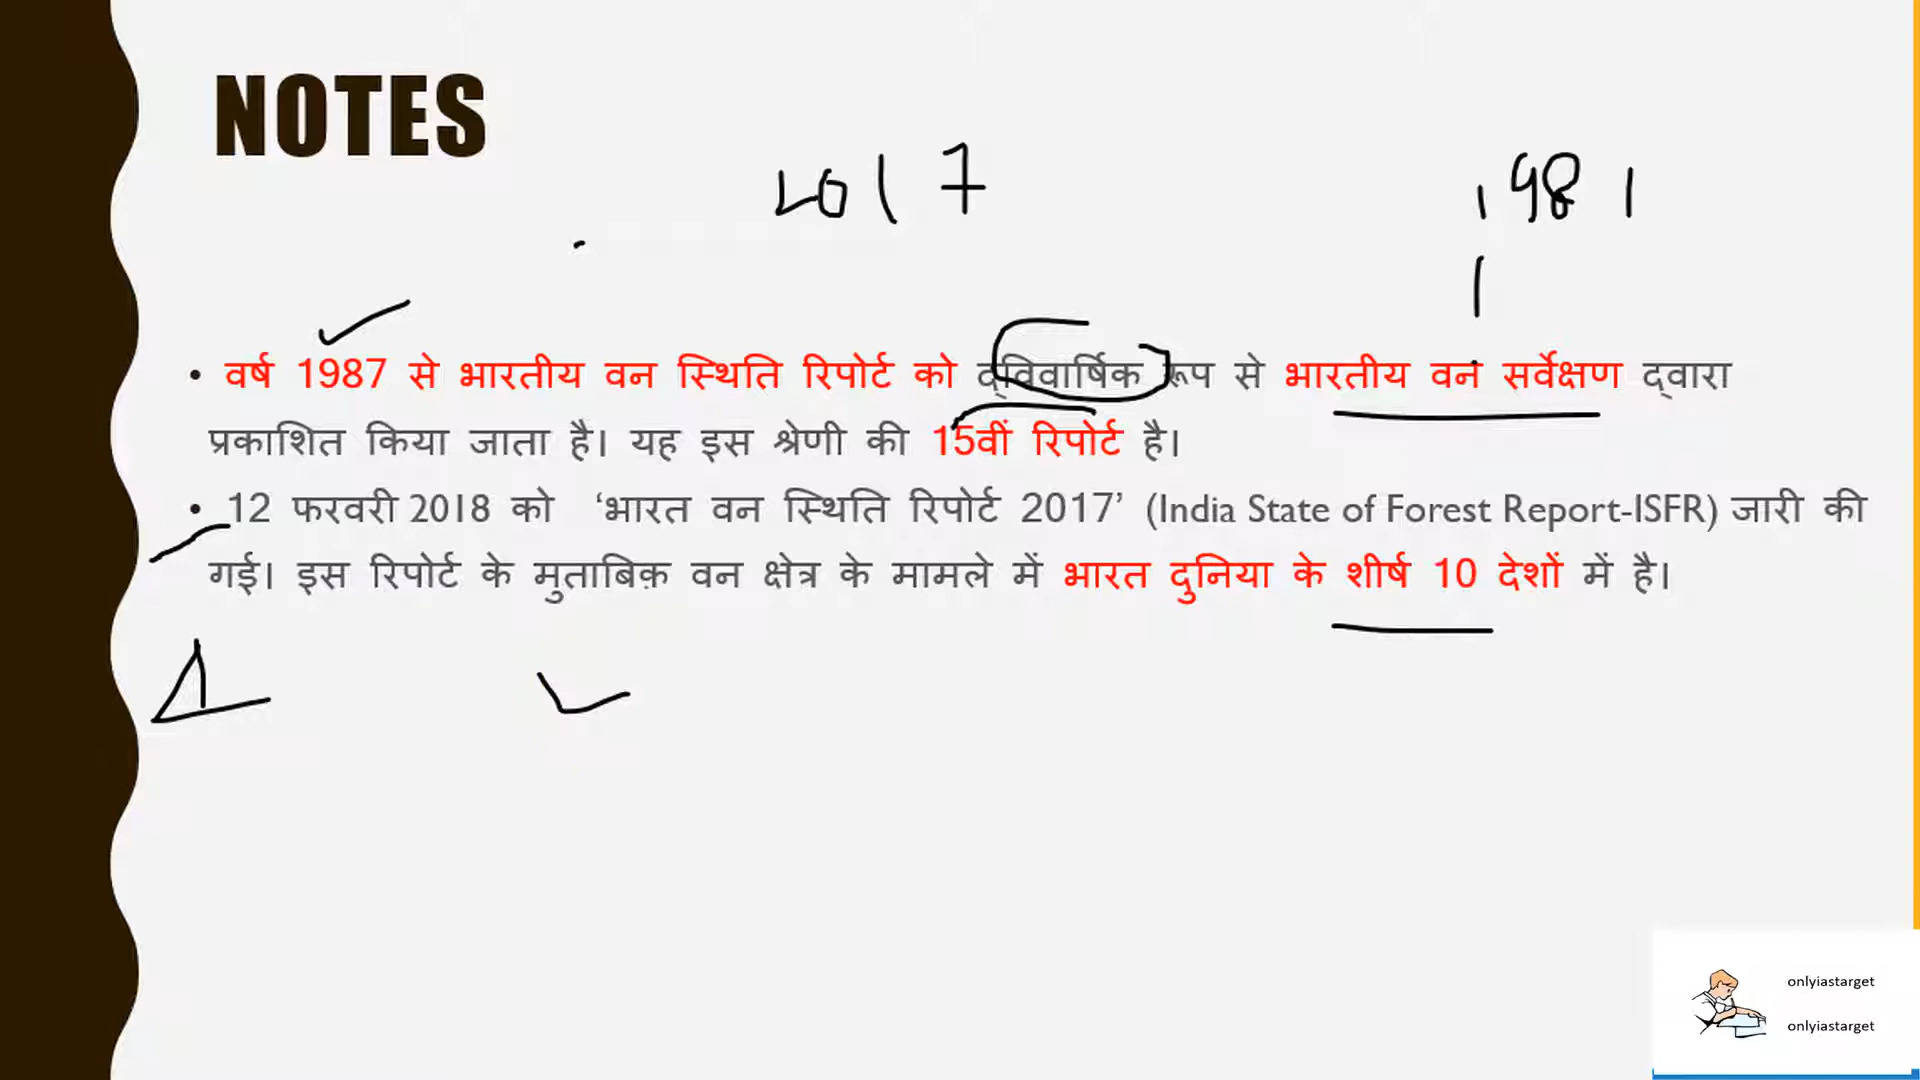 NOTES
2017
1981
• वर्ष 1987 से भारतीय वन स्थिति रिपोर्ट को द्विवार्षिक रूप से भारतीय वन सर्वेक्षण द्वारा
प्रकाशित किया जाता है। यह इस श्रेणी की 15वीं रिपोर्ट है।
• 12 फरवरी 2018 को ‘भारत वन स्थिति रिपोर्ट 2017’ (India State of Forest Report-ISFR) जारी की
गई। इस रिपोर्ट के मुताबिक़ वन क्षेत्र के मामले में भारत दुनिया के शीर्ष 10 देशों में है।
onlyiastarget
onlyiastarget